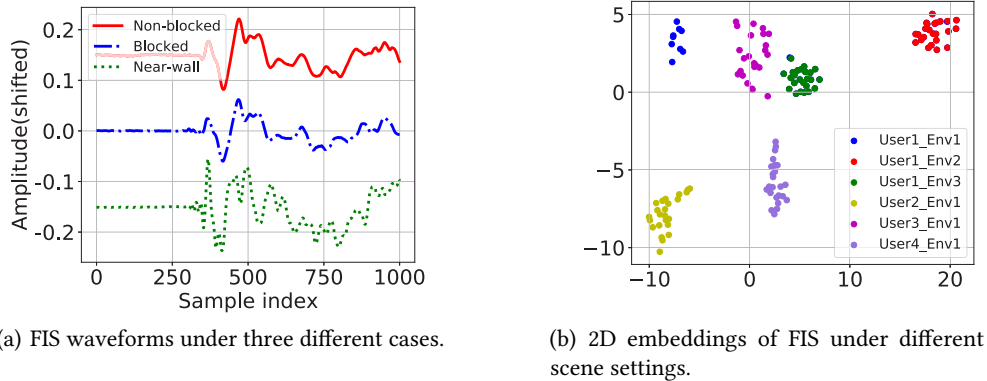 Non-blocked
Blocked
Near-wall
0.2
0.1
0.0
-0.1
-0.2
Amplitude(shifted)
0 250 500 750 1000
Sample index
a) FIS waveforms under three different cases.
5
0
−5
−10
User1_Env1
User1_Env2
User1_Env3
User2_Env1
User3_Env1
User4_Env1
−10 0 10 20
(b) 2D embeddings of FIS under different
scene settings.